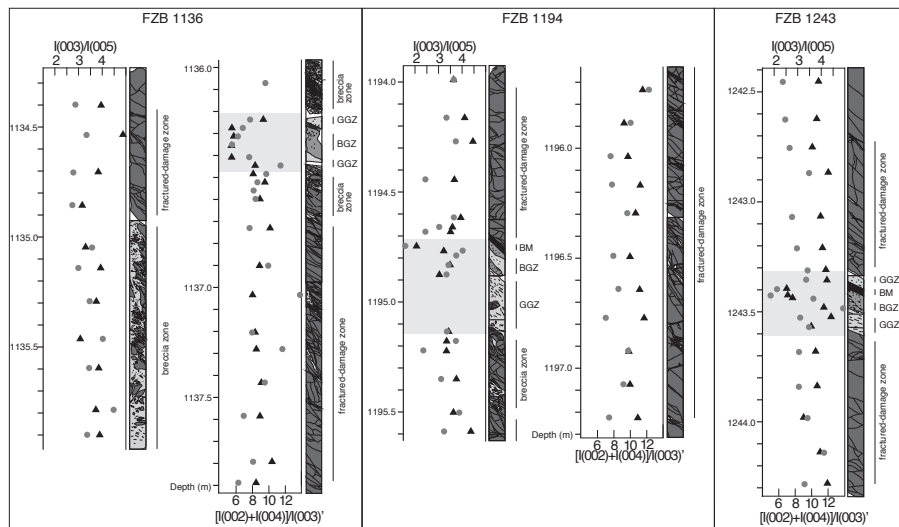 FZB 1136
I(003)/I(005)
2 3 4
1134.5
1135.0
1135.5
fractured-damage zone
breccia zone
1136.0
1137.0
1137.5
Depth (m)
6 8 10 12
[I(002)+I(004)]/I(003)'
breccia zone
GGZ
BGZ
GGZ
breccia zone
fractured-damage zone
FZB 1194
I(003)/I(005)
2 3 4
1194.0
1194.5
1195.0
1195.5
fractured-damage zone
BM
BGZ
GGZ
breccia zone
1196.0
1196.5
1197.0
Depth (m)
6 8 10 12
[I(002)+I(004)]/I(003)'
fractured-damage zone
FZB 1243
I(003)/I(005)
2 3 4
1242.5
1243.0
1243.5
1244.0
Depth (m)
6 8 10 12
[I(002)+I(004)]/I(003)'
fractured-damage zone
GGZ
BM
BGZ
GGZ
fractured-damage zone